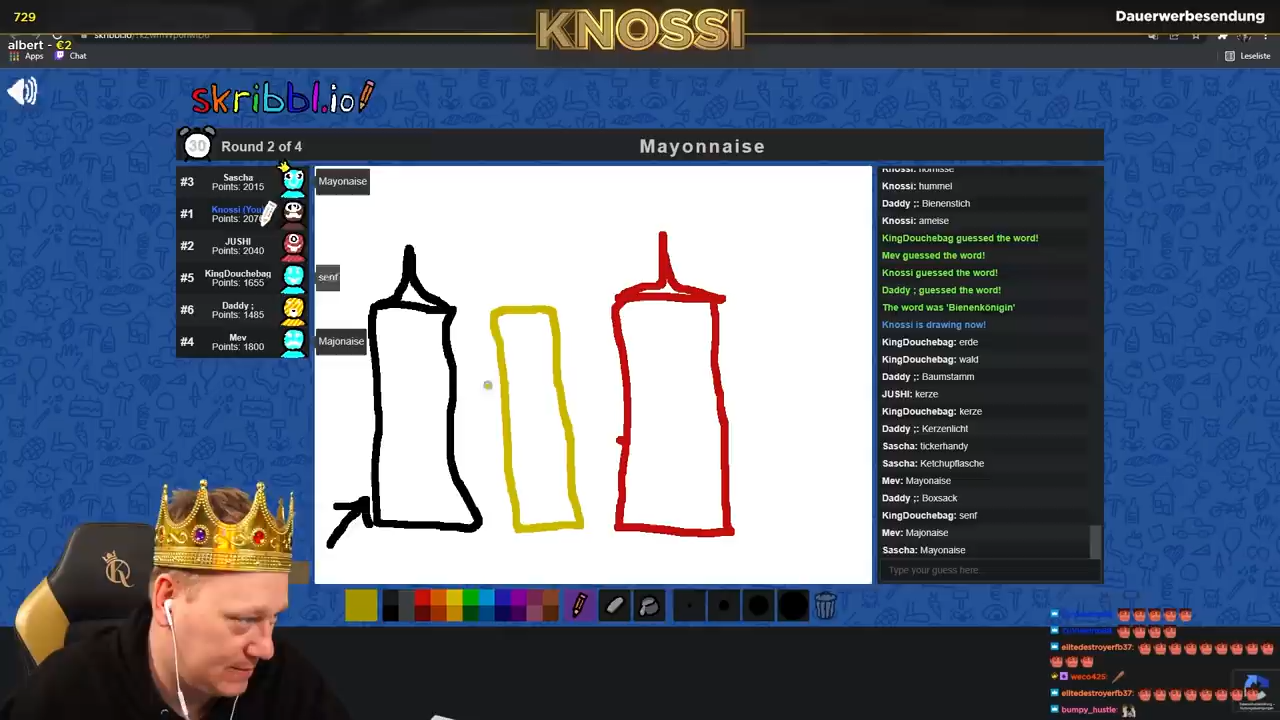 729
KNOSSI
Dauerwerbesendung
albert - €2
Apps
Chat
Leseliste
skribbl.io
30
Round 2 of 4
Mayonnaise
#3
Sascha
Points: 2015
#1
Knossi (You)
#2
JUSHI
Points: 2040
#5
KingDouchebag
Points: 1655
#6
Daddy ;
Points: 1485
#4
Mev
Points: 1800
Mayonaise
senf
Majonaise
Knossi: hornisse
Knossi: hummel
Daddy ;: Bienenstich
Knossi: ameise
KingDouchebag guessed the word!
Mev guessed the word!
Knossi guessed the word!
Daddy ; guessed the word!
The word was 'Bienenkönigin'
Knossi is drawing now!
KingDouchebag: erde
KingDouchebag: wald
Daddy ;: Baumstamm
JUSHI: kerze
KingDouchebag: kerze
Daddy ;: Kerzenlicht
Sascha: tickerhandy
Sascha: Ketchupflasche
Mev: Mayonaise
Daddy ;: Boxsack
KingDouchebag: senf
Mev: Majonaise
Sascha: Mayonaise
Type your guess here...
elitedestroyerfb37:
weco425:
elitedestroyerfb37:
bumpy_hustle: